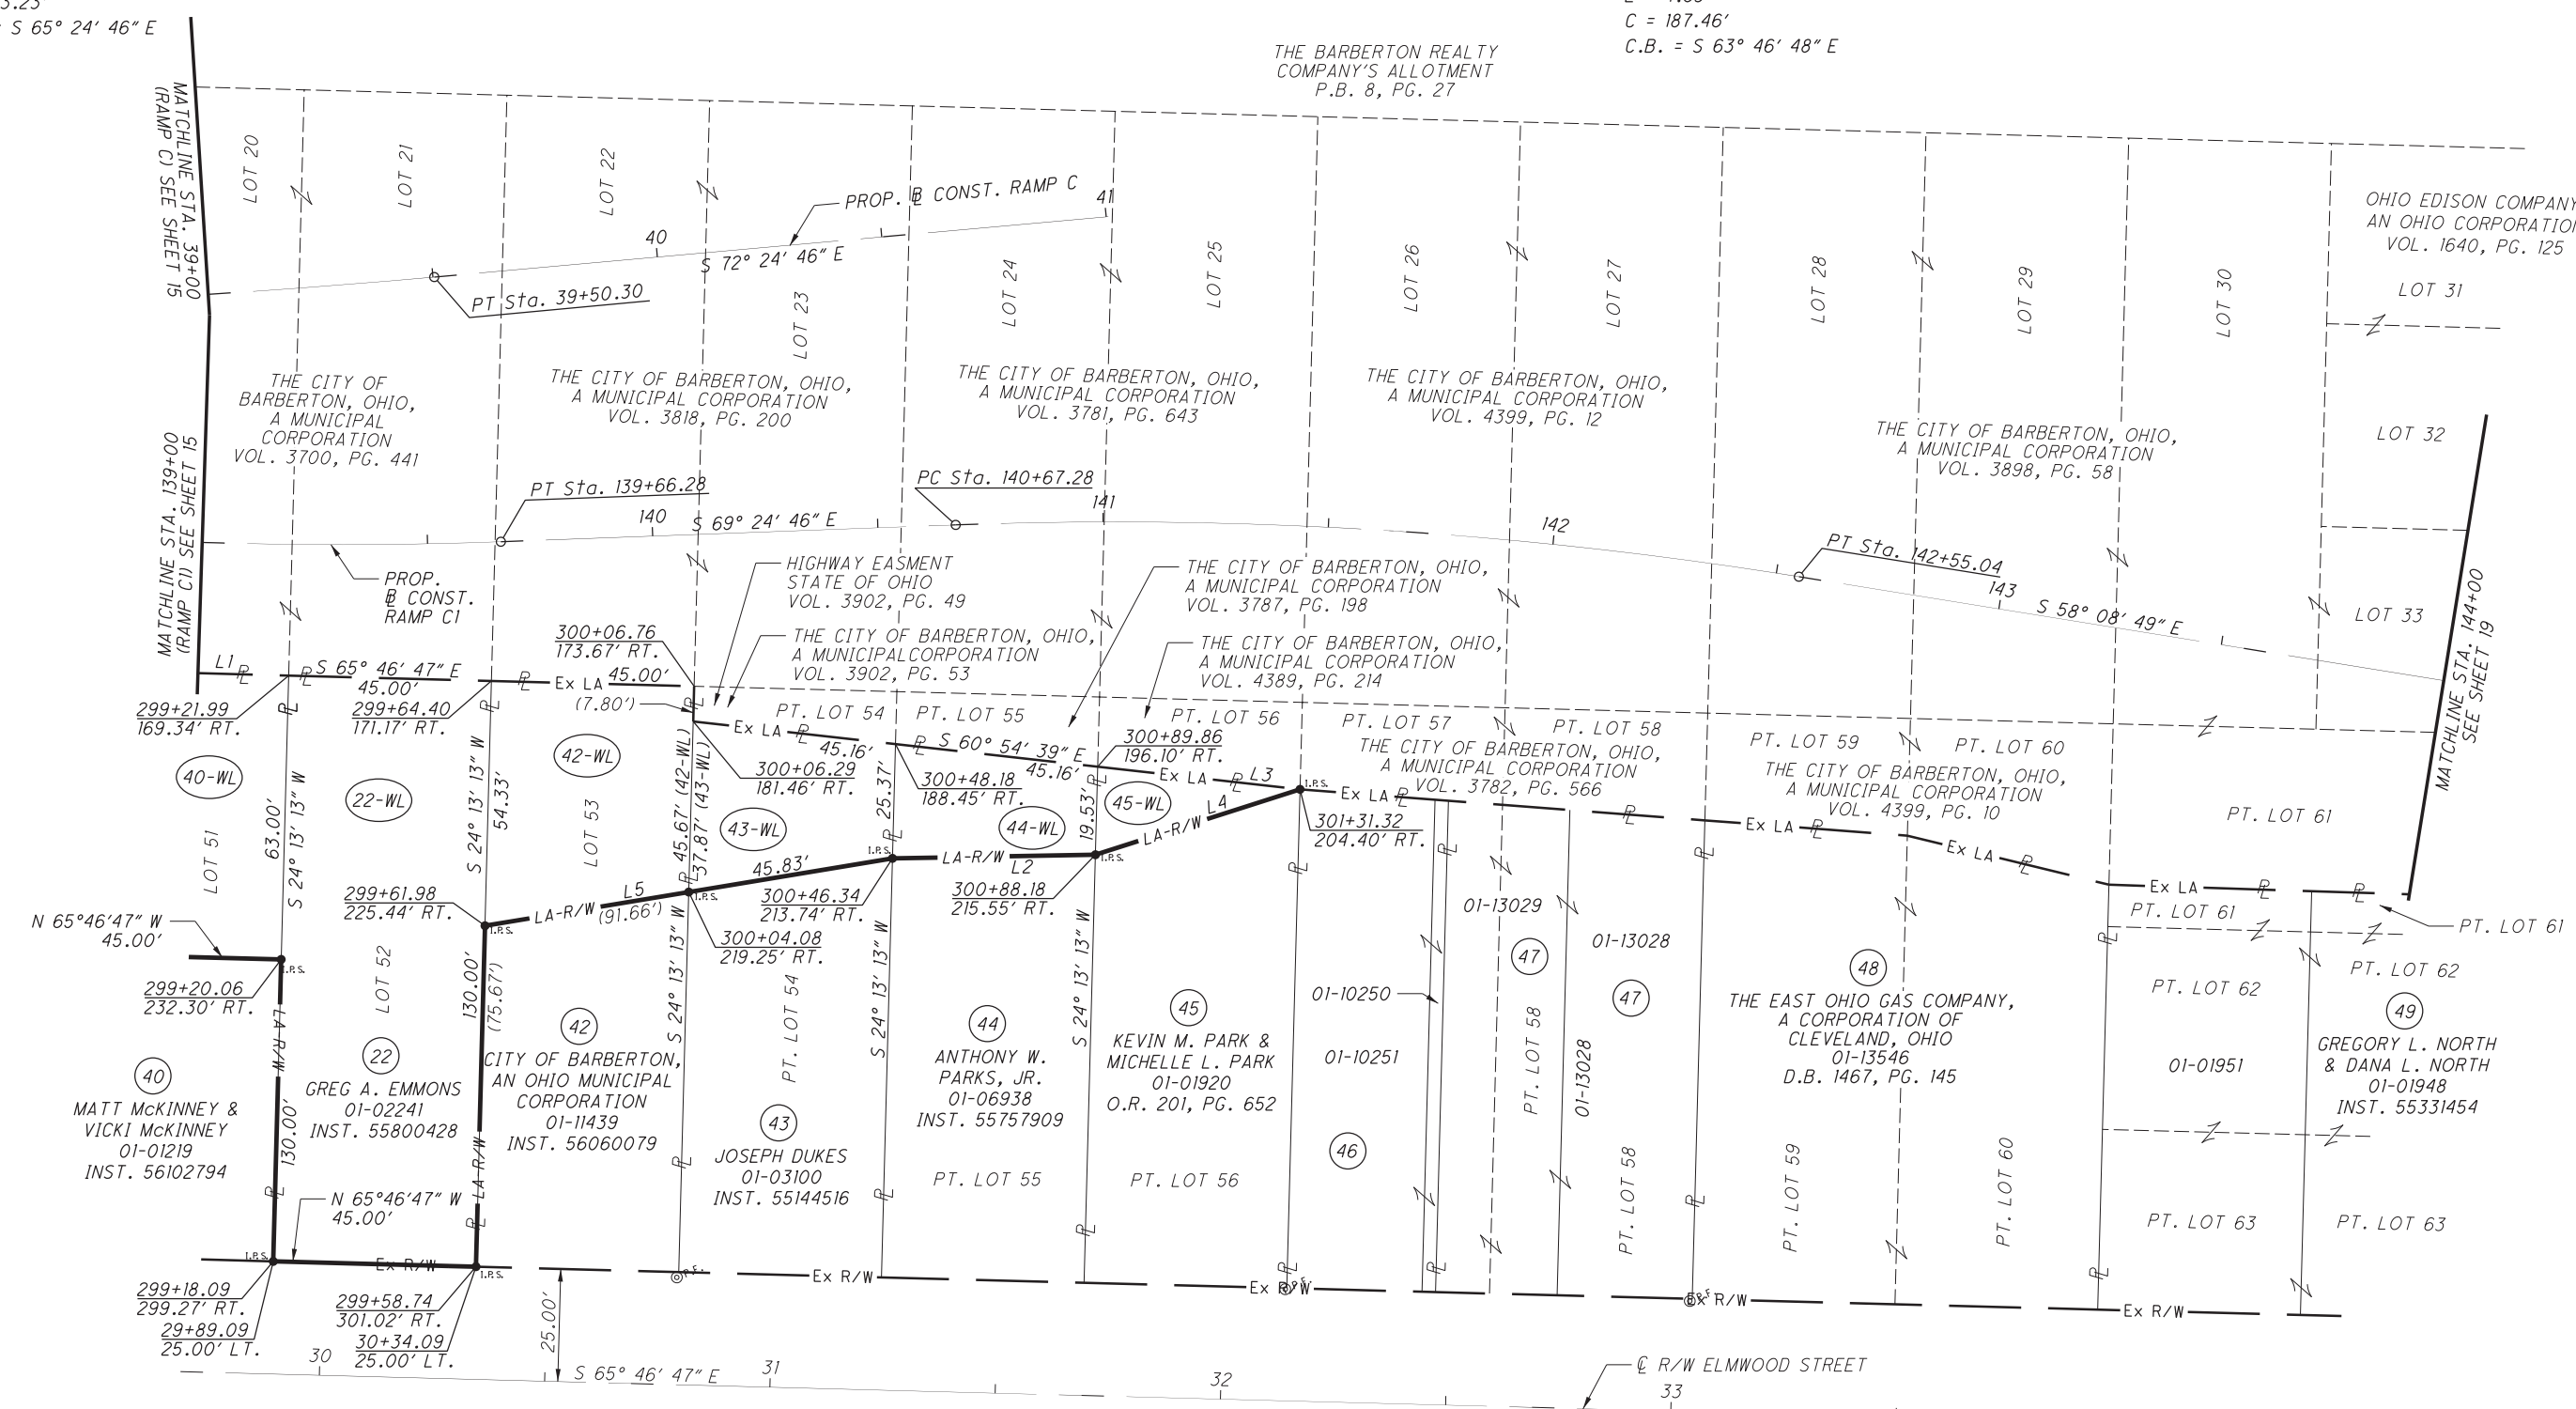 S 65° 24' 46" E
C = 187.46'
C.B. = S 63° 46' 48" E
THE BARBERTON REALTY
COMPANY'S ALLOTMENT
P.B. 8, PG. 27
MATCHLINE STA. 39+00
(RAMP C) SEE SHEET 15
LOT 20
LOT 21
LOT 22
LOT 23
LOT 24
LOT 25
LOT 26
LOT 27
LOT 28
LOT 29
LOT 30
OHIO EDISON COMPANY
AN OHIO CORPORATION
VOL. 1640, PG. 125
LOT 31
LOT 32
LOT 33
PROP. BL CONST. RAMP C
40
41
S 72° 24' 46" E
PT Sta. 39+50.30
THE CITY OF
BARBERTON, OHIO,
A MUNICIPAL
CORPORATION
VOL. 3700, PG. 441
THE CITY OF BARBERTON, OHIO,
A MUNICIPAL CORPORATION
VOL. 3818, PG. 200
THE CITY OF BARBERTON, OHIO,
A MUNICIPAL CORPORATION
VOL. 3781, PG. 643
THE CITY OF BARBERTON, OHIO,
A MUNICIPAL CORPORATION
VOL. 4399, PG. 12
THE CITY OF BARBERTON, OHIO,
A MUNICIPAL CORPORATION
VOL. 3898, PG. 58
MATCHLINE STA. 139+00
(RAMP C1) SEE SHEET 15
PT Sta. 139+66.28
PC Sta. 140+67.28
140
S 69° 24' 46" E
141
142
PT Sta. 142+55.04
143
S 58° 08' 49" E
MATCHLINE STA. 144+00
SEE SHEET 19
PROP.
BL CONST.
RAMP C1
HIGHWAY EASMENT
STATE OF OHIO
VOL. 3902, PG. 49
THE CITY OF BARBERTON, OHIO,
A MUNICIPALCORPORATION
VOL. 3902, PG. 53
THE CITY OF BARBERTON, OHIO,
A MUNICIPAL CORPORATION
VOL. 3787, PG. 198
THE CITY OF BARBERTON, OHIO,
A MUNICIPAL CORPORATION
VOL. 4389, PG. 214
300+06.76
173.67' RT.
L1
S 65° 46' 47" E
45.00'
Ex LA
45.00'
(7.80')
299+21.99
169.34' RT.
299+64.40
171.17' RT.
PT. LOT 54
PT. LOT 55
PT. LOT 56
PT. LOT 57
PT. LOT 58
PT. LOT 59
PT. LOT 60
PT. LOT 61
Ex LA
45.16'
S 60° 54' 39" E
45.16'
Ex LA
L3
Ex LA
Ex LA
Ex LA
Ex LA
300+06.29
181.46' RT.
300+48.18
188.45' RT.
300+89.86
196.10' RT.
301+31.32
204.40' RT.
THE CITY OF BARBERTON, OHIO,
A MUNICIPAL CORPORATION
VOL. 3782, PG. 566
THE CITY OF BARBERTON, OHIO,
A MUNICIPAL CORPORATION
VOL. 4399, PG. 10
40-WL
22-WL
42-WL
43-WL
44-WL
45-WL
LOT 51
63.00'
S 24° 13' 13" W
S 24° 13' 13" W
54.33'
LOT 53
45.67' (42-WL)
37.87' (43-WL)
25.37'
19.53'
L5
LA-R/W
(91.66')
45.83'
LA-R/W
L2
LA-R/W
L4
I.P.S.
I.P.S.
I.P.S.
I.P.S.
299+61.98
225.44' RT.
300+04.08
219.25' RT.
300+46.34
213.74' RT.
300+88.18
215.55' RT.
N 65°46'47" W
45.00'
299+20.06
232.30' RT.
I.P.S.
LOT 52
130.00'
(75.67')
S 24° 13' 13" W
PT. LOT 54
S 24° 13' 13" W
S 24° 13' 13" W
LA-R/W
130.00'
LA-R/W
40
MATT McKINNEY &
VICKI McKINNEY
01-01219
INST. 56102794
22
GREG A. EMMONS
01-02241
INST. 55800428
42
CITY OF BARBERTON,
AN OHIO MUNICIPAL
CORPORATION
01-11439
INST. 56060079
43
JOSEPH DUKES
01-03100
INST. 55144516
44
ANTHONY W.
PARKS, JR.
01-06938
INST. 55757909
PT. LOT 55
45
KEVIN M. PARK &
MICHELLE L. PARK
01-01920
O.R. 201, PG. 652
PT. LOT 56
01-10250
01-10251
46
01-13029
47
PT. LOT 58
01-13028
47
01-13028
PT. LOT 58
48
THE EAST OHIO GAS COMPANY,
A CORPORATION OF
CLEVELAND, OHIO
01-13546
D.B. 1467, PG. 145
PT. LOT 59
PT. LOT 60
PT. LOT 61
PT. LOT 61
PT. LOT 62
PT. LOT 62
01-01951
49
GREGORY L. NORTH
& DANA L. NORTH
01-01948
INST. 55331454
PT. LOT 63
PT. LOT 63
N 65°46'47" W
45.00'
I.P.S.
I.P.S.
Ex R/W
Ex R/W
Ex R/W
Ex R/W
Ex R/W
299+18.09
299.27' RT.
29+89.09
25.00' LT.
299+58.74
301.02' RT.
30+34.09
25.00' LT.
25.00'
30
S 65° 46' 47" E
31
32
33
CL R/W ELMWOOD STREET